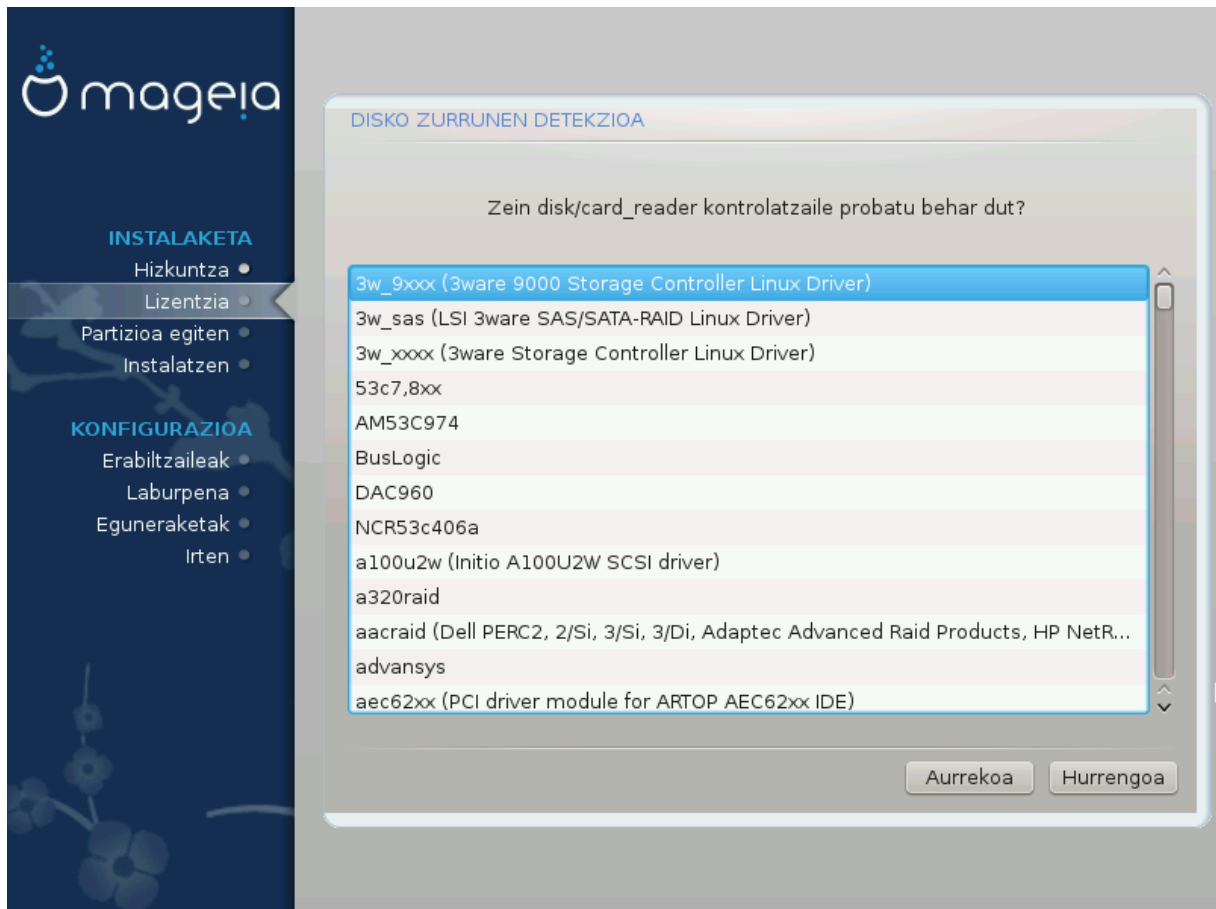 mageia
INSTALAKETA
Hizkuntza
Lizentzia
Partizioa egiten
Instalatzen
KONFIGURAZIOA
Erabiltzaileak
Laburpena
Eguneraketak
Irten
DISKO ZURRUNEN DETEKZIOA
Zein disk/card_reader kontrolatzaile probatu behar dut?
3w_9xxx (3ware 9000 Storage Controller Linux Driver)
3w_sas (LSI 3ware SAS/SATA-RAID Linux Driver)
3w_xxxx (3ware Storage Controller Linux Driver)
53c7,8xx
AM53C974
BusLogic
DAC960
NCR53c406a
a100u2w (Initio A100U2W SCSI driver)
a320raid
aacraid (Dell PERC2, 2/Si, 3/Si, 3/Di, Adaptec Advanced Raid Products, HP NetR...
advansys
aec62xx (PCI driver module for ARTOP AEC62xx IDE)
Aurrekoa
Hurrengoa